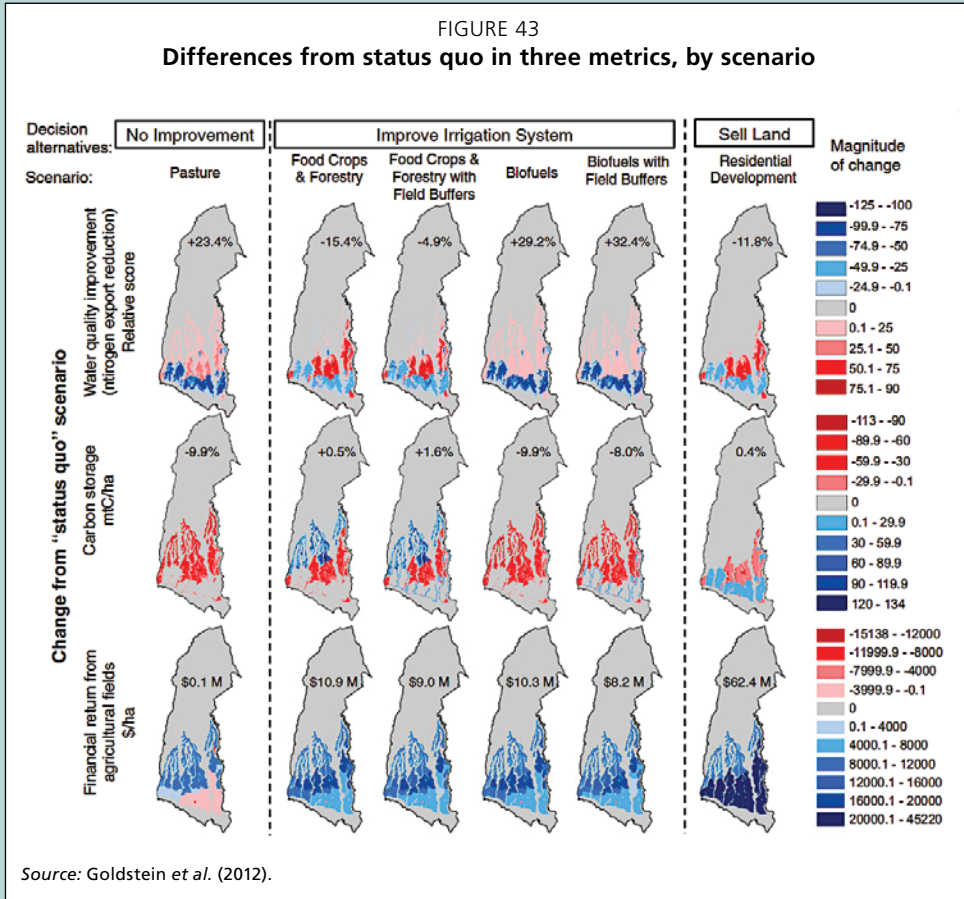 FIGURE 43
Differences from status quo in three metrics, by scenario
Decision alternatives:
No Improvement
Improve Irrigation System
Sell Land
Scenario:
Pasture
Food Crops & Forestry
Food Crops & Forestry with Field Buffers
Biofuels
Biofuels with Field Buffers
Residential Development
Magnitude of change
Change from “status quo” scenario
Water quality improvement
(ntirogen export reduction)
Relative score
+23.4%
-15.4%
-4.9%
+29.2%
+32.4%
-11.8%
-125 - -100
-99.9 - -75
-74.9 - -50
-49.9 - -25
-24.9 - -0.1
0
0.1 - 25
25.1 - 50
50.1 - 75
75.1 - 90
Carbon storage
mtC/ha
-9.9%
+0.5%
+1.6%
-9.9%
-8.0%
0.4%
-113 - -90
-89.9 - -60
-59.9 - -30
-29.9 - -0.1
0
0.1 - 29.9
30 - 59.9
60 - 89.9
90 - 119.9
120 - 134
Financial return from
agricultural fields
$/ha
$0.1 M
$10.9 M
$9.0 M
$10.3 M
$8.2 M
$62.4 M
-15138 - -12000
-11999.9 - -8000
-7999.9 - -4000
-3999.9 - -0.1
0
0.1 - 4000
4000.1 - 8000
8000.1 - 12000
12000.1 - 16000
16000.1 - 20000
20000.1 - 45220
Source: Goldstein et al. (2012).